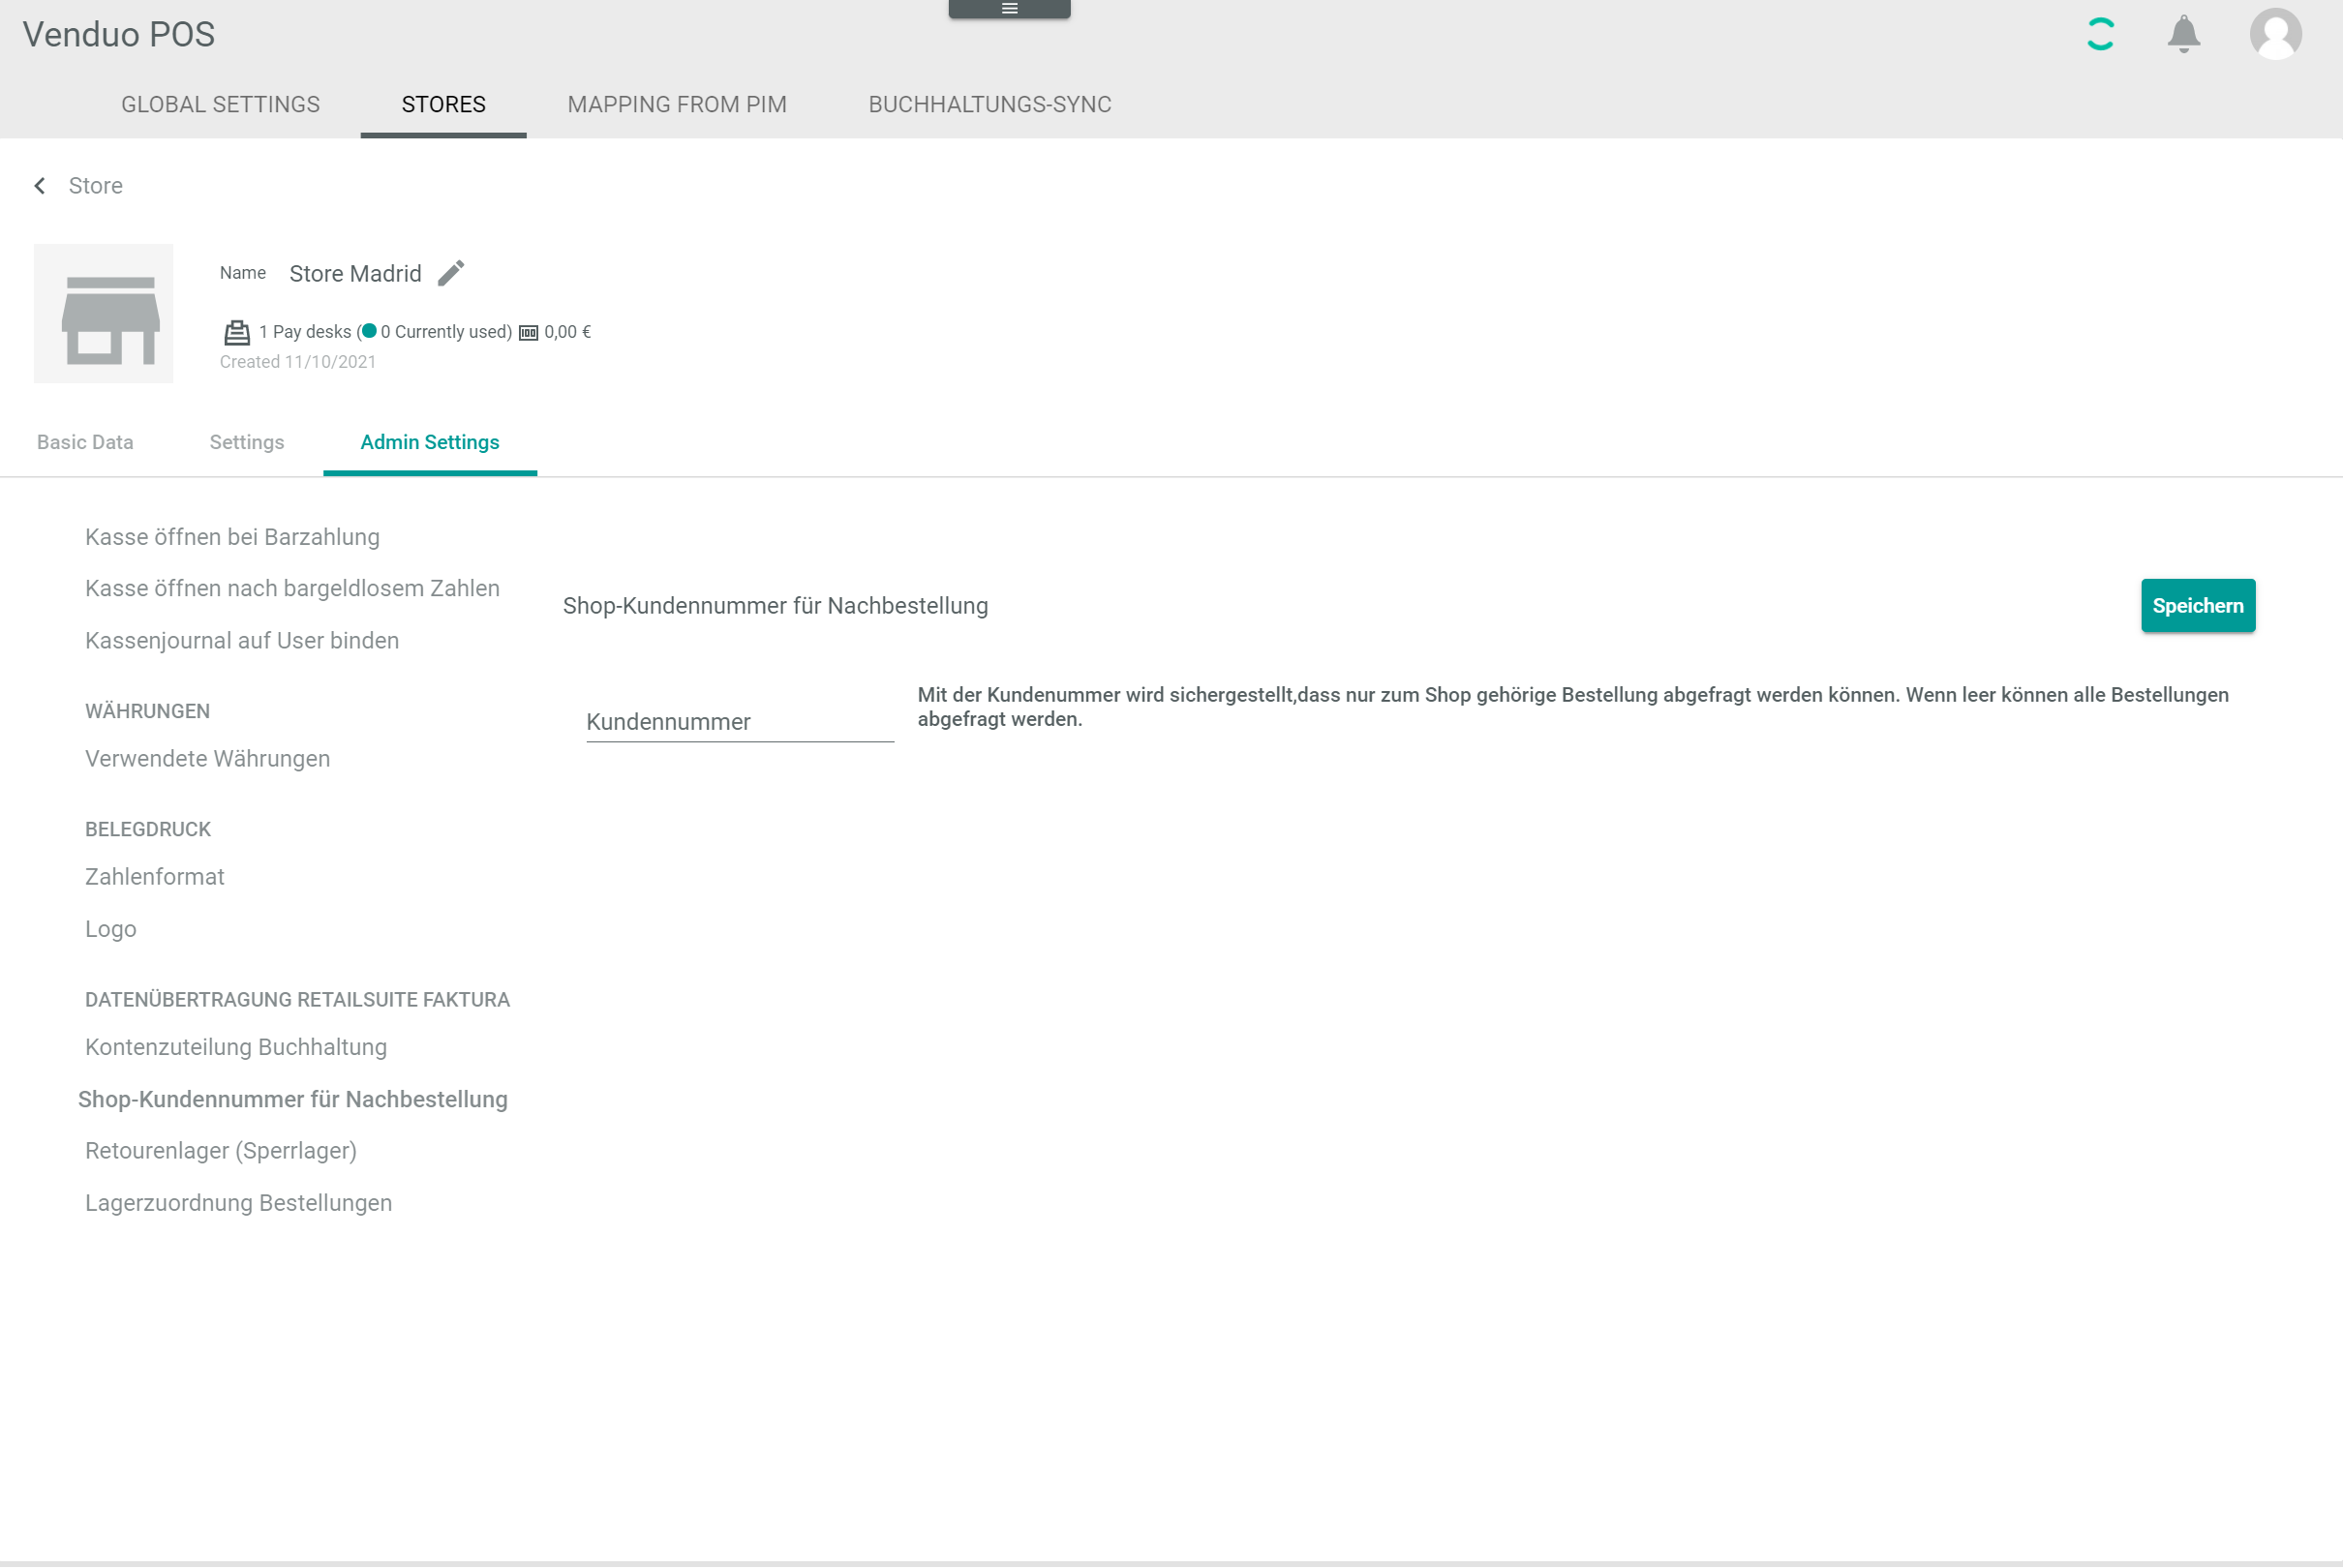 Venduo POS
GLOBAL SETTINGS
STORES
MAPPING FROM PIM
BUCHHALTUNGS-SYNC
Store
Name Store Madrid
1 Pay desks ( 0 Currently used) 0,00 €
Created 11/10/2021
Basic Data
Settings
Admin Settings
Kasse öffnen bei Barzahlung
Kasse öffnen nach bargeldlosem Zahlen
Kassenjournal auf User binden
WÄHRUNGEN
Verwendete Währungen
BELEGDRUCK
Zahlenformat
Logo
DATENÜBERTRAGUNG RETAILSUITE FAKTURA
Kontenzuteilung Buchhaltung
Shop-Kundennummer für Nachbestellung
Retourenlager (Sperrlager)
Lagerzuordnung Bestellungen
Shop-Kundennummer für Nachbestellung
Speichern
Kundennummer
Mit der Kundenummer wird sichergestellt,dass nur zum Shop gehörige Bestellung abgefragt werden können. Wenn leer können alle Bestellungen
abgefragt werden.